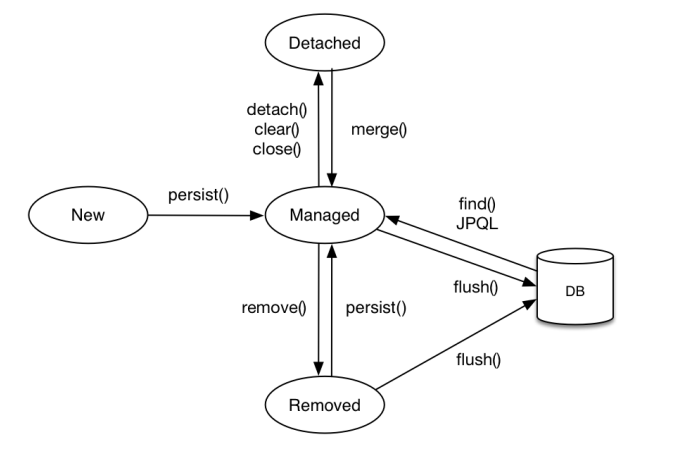 Detached
detach()
clear()
close()
merge()
persist()
New
Managed
find()
JPQL
flush()
DB
remove()
persist()
flush()
Removed